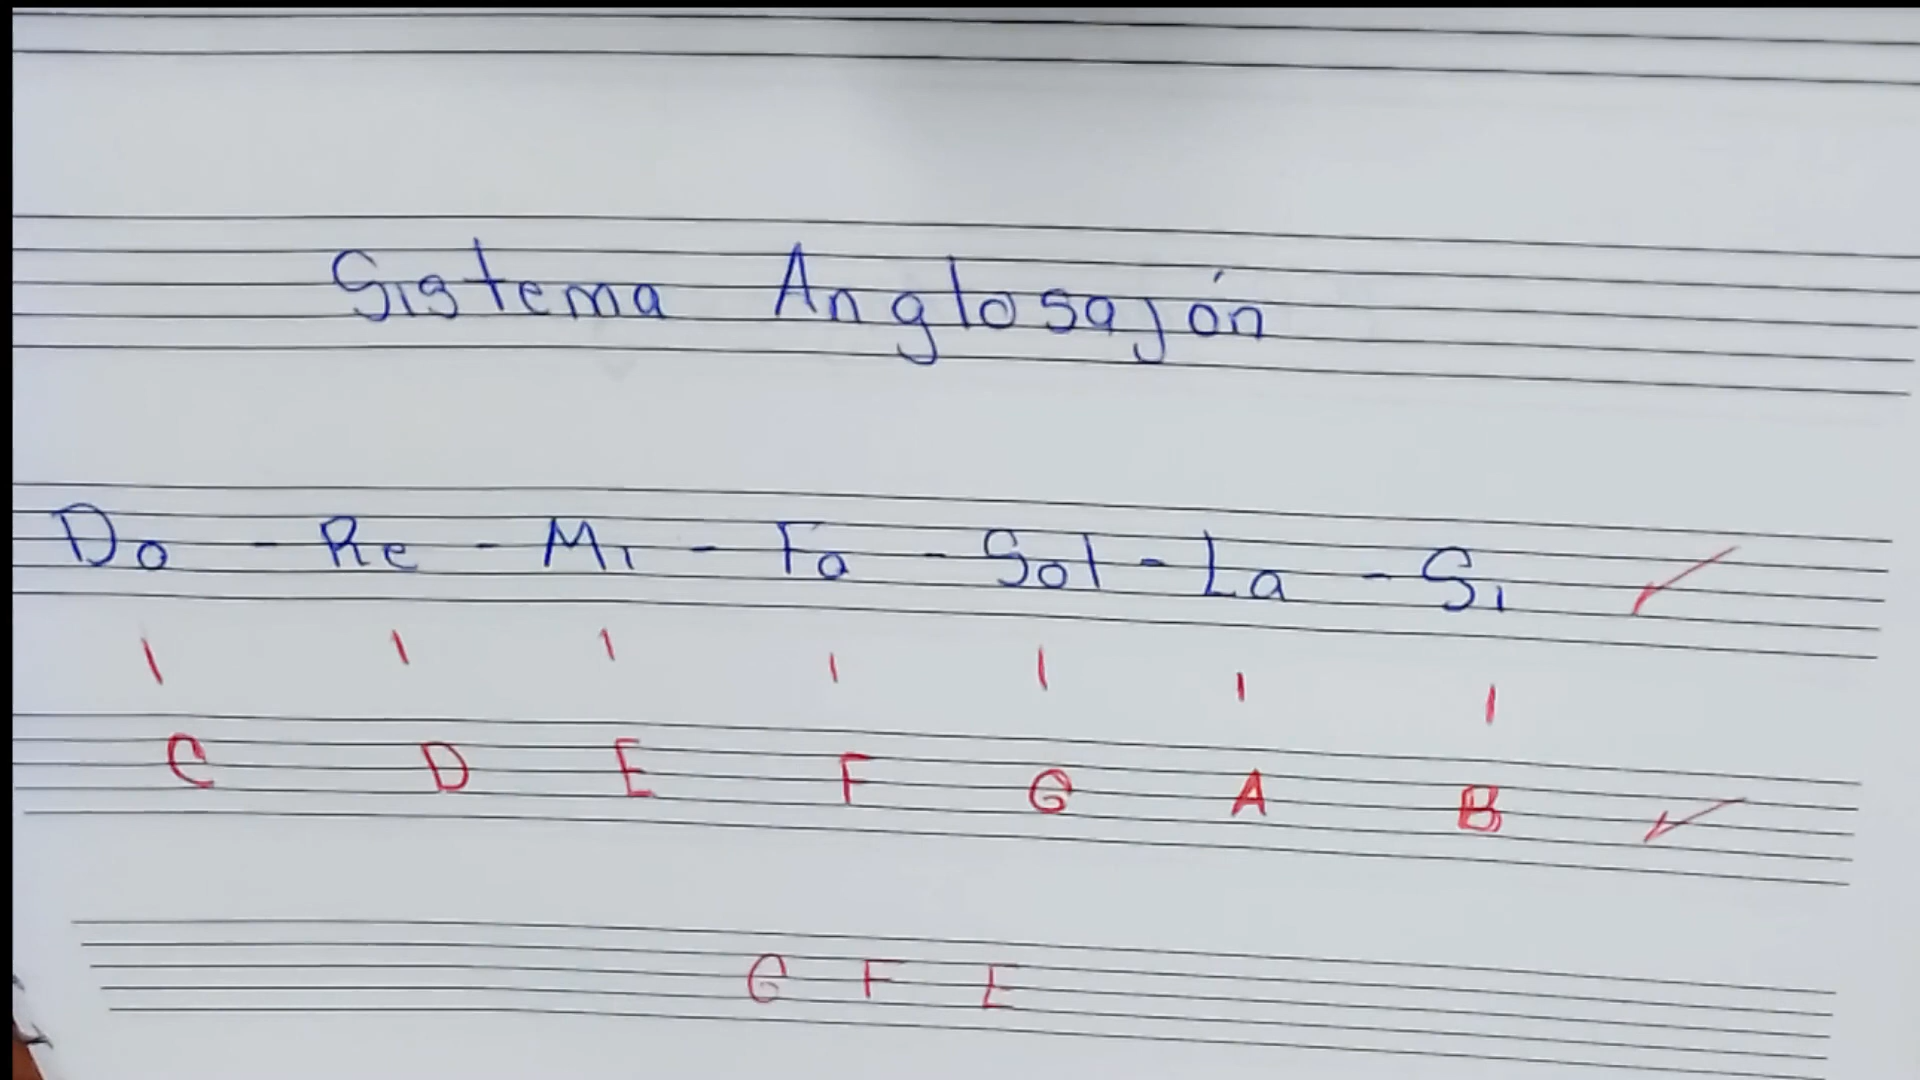 Sistema Anglosajón
Do - Re - Mi - Fa - Sol - La - Si
C D E F G A B
G F E